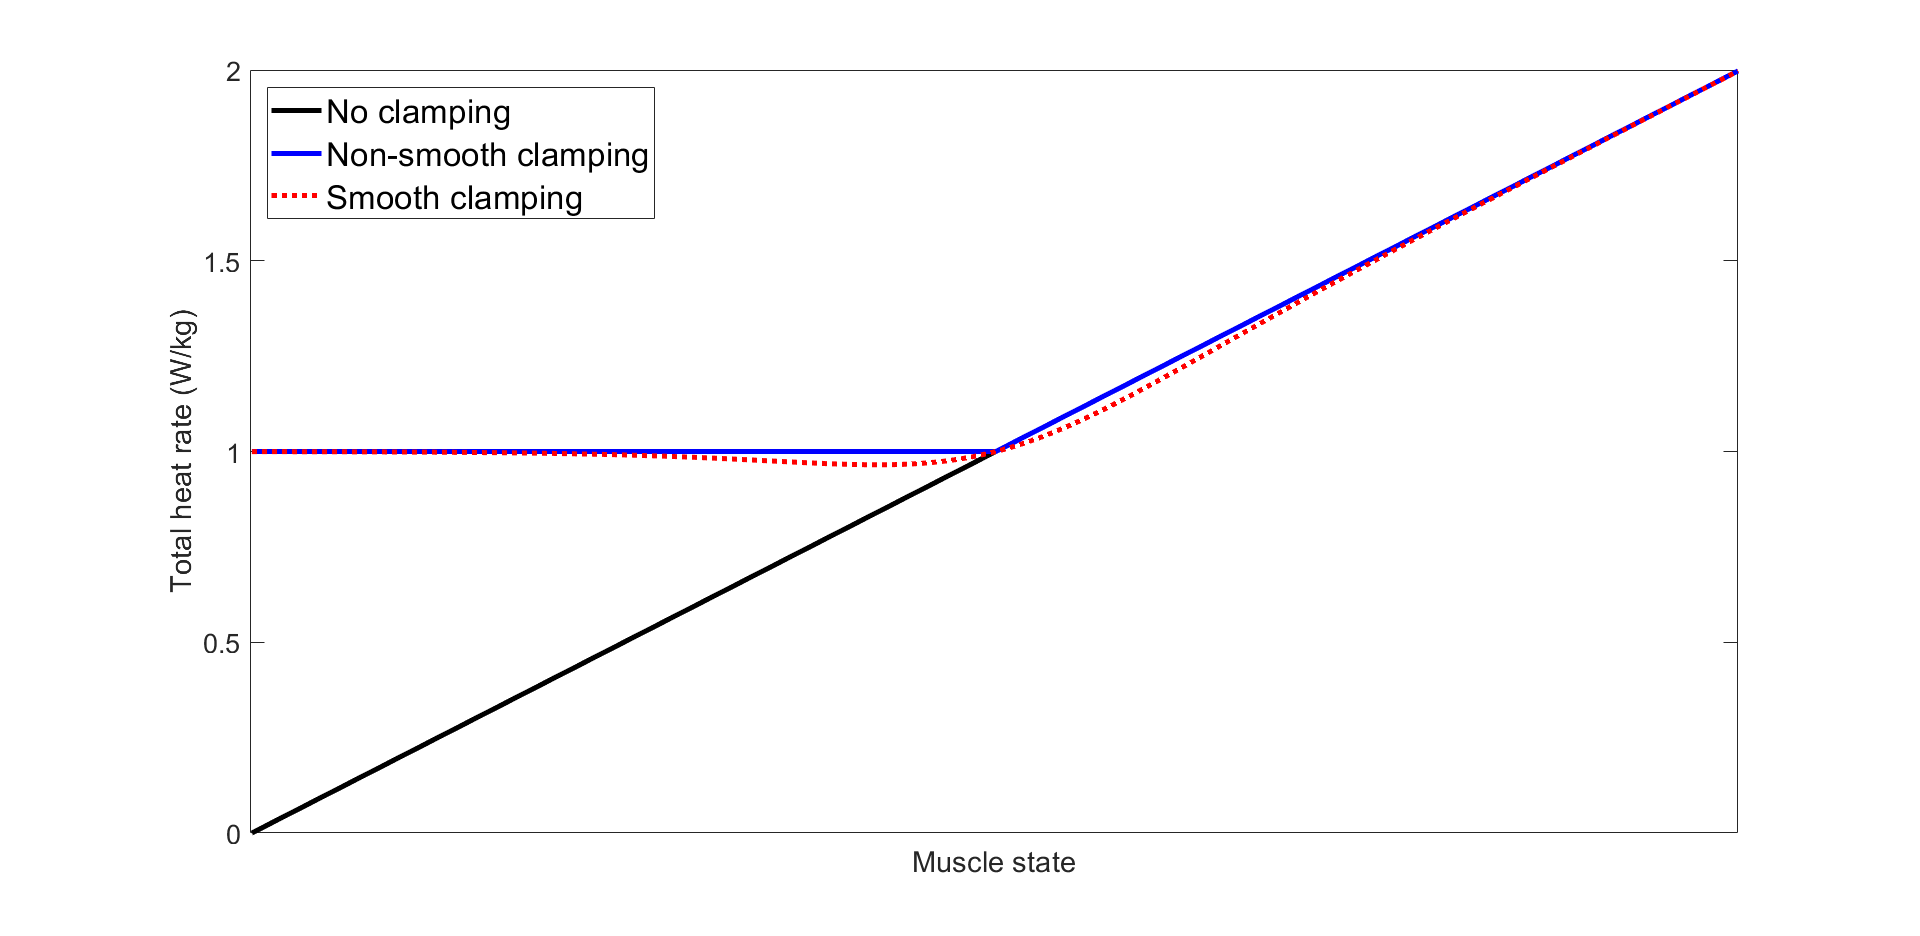 2
No clamping
Non-smooth clamping
Smooth clamping
1.5
Total heat rate (W/kg)
1
0.5
0
Muscle state